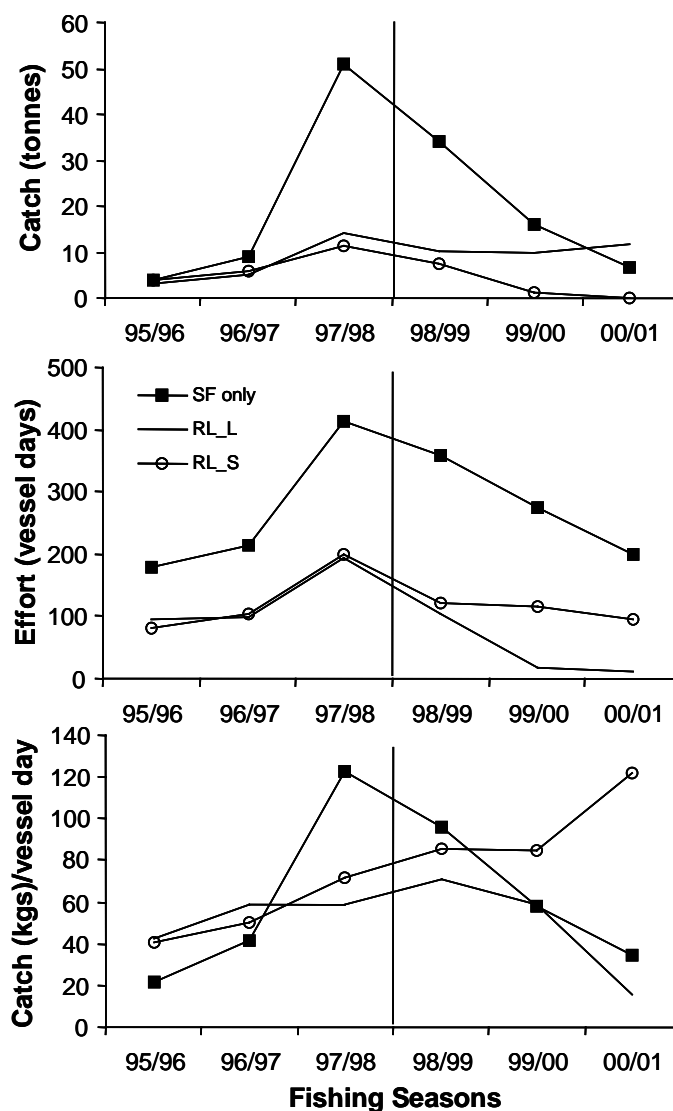 Catch (tonnes)
60
50
40
30
20
10
0
95/96 96/97 97/98 98/99 99/00 00/01
Effort (vessel days)
500
400
300
200
100
0
SF only
RL_L
RL_S
95/96 96/97 97/98 98/99 99/00 00/01
Catch (kgs)/vessel day
140
120
100
80
60
40
20
0
95/96 96/97 97/98 98/99 99/00 00/01
Fishing Seasons